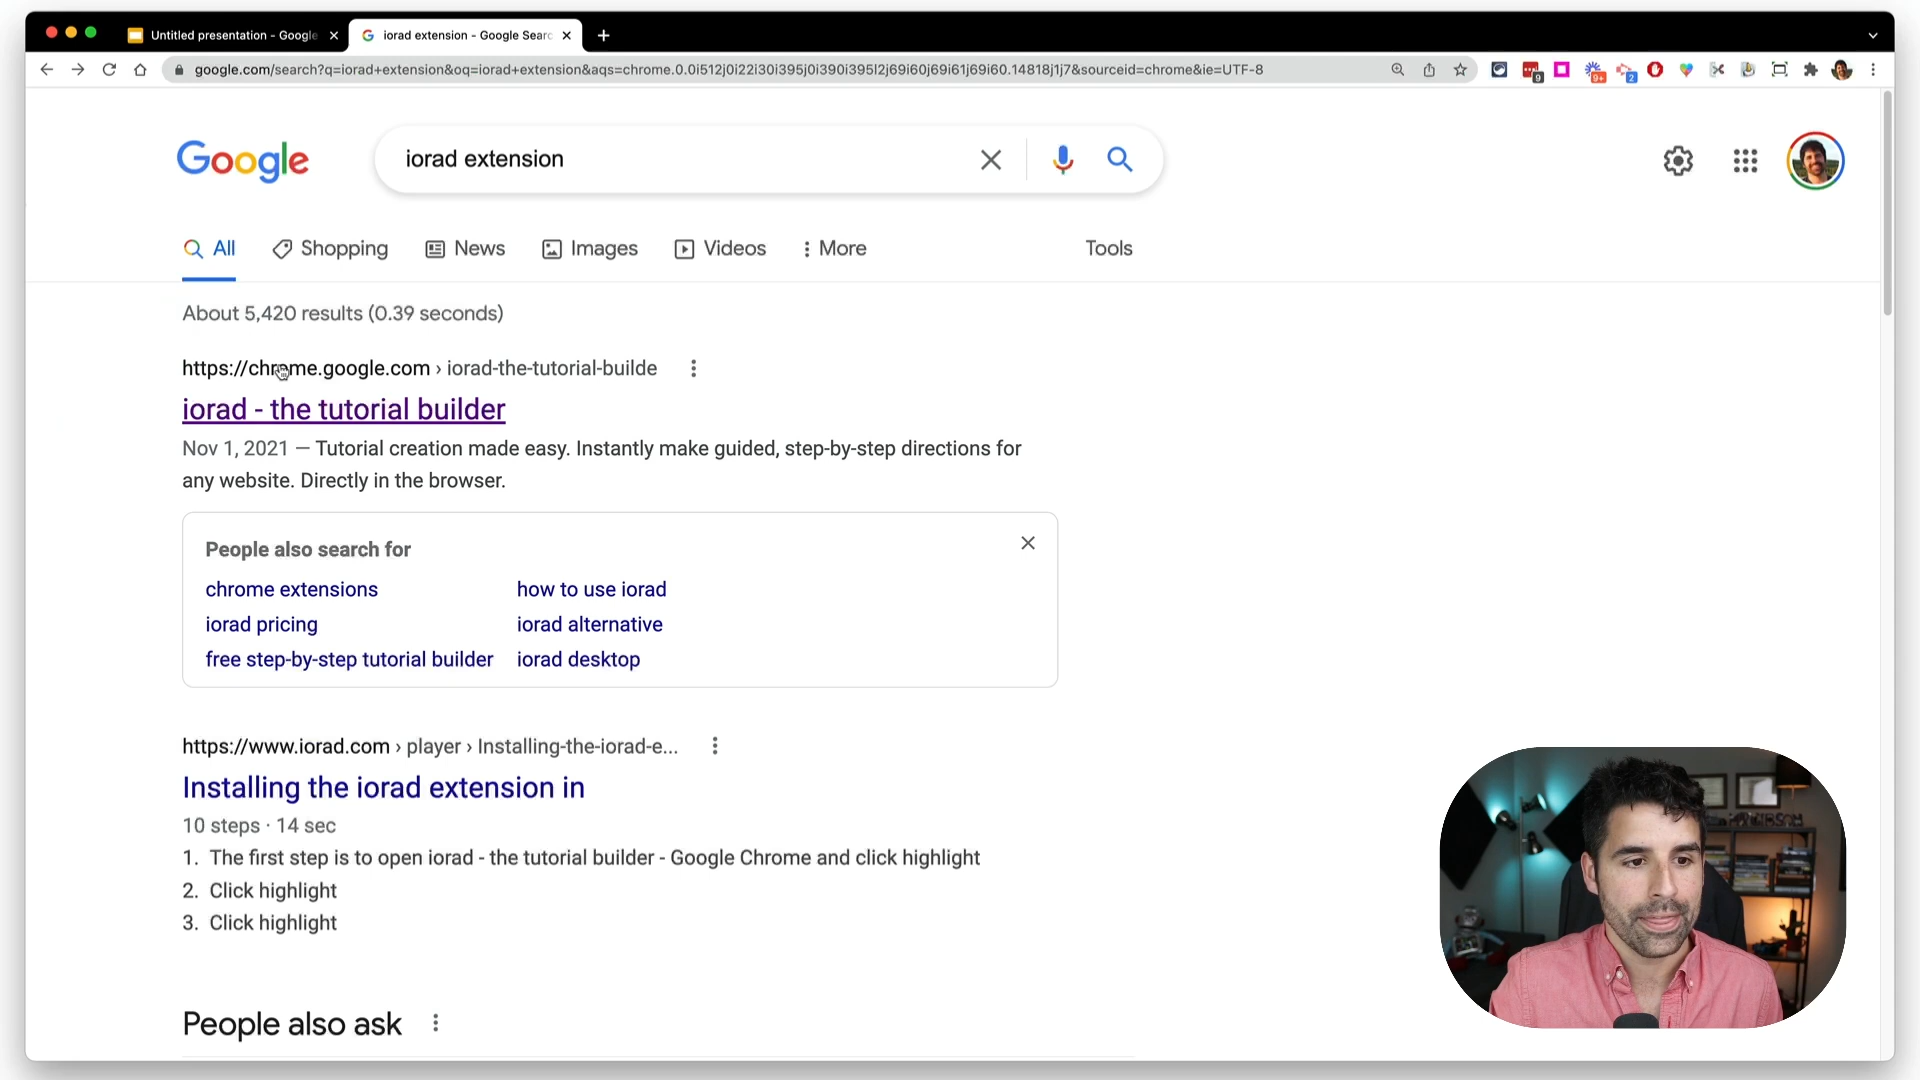 Untitled presentation - Google
iorad extension - Google Searc
google.com/search?q=iorad+extension&oq=iorad+extension&aqs=chrome.0.0i512j0i22i30i395j0i390i395l2j69i60j69i61j69i60.14818j1j7&sourceid=chrome&ie=UTF-8
9
9+
2
Google
iorad extension
All
Shopping
News
Images
Videos
More
Tools
About 5,420 results (0.39 seconds)
https://chrome.google.com › iorad-the-tutorial-builde
iorad - the tutorial builder
Nov 1, 2021 — Tutorial creation made easy. Instantly make guided, step-by-step directions for
any website. Directly in the browser.
People also search for
chrome extensions
how to use iorad
iorad pricing
iorad alternative
free step-by-step tutorial builder
iorad desktop
https://www.iorad.com › player › Installing-the-iorad-e...
Installing the iorad extension in
10 steps · 14 sec
1. The first step is to open iorad - the tutorial builder - Google Chrome and click highlight
2. Click highlight
3. Click highlight
People also ask